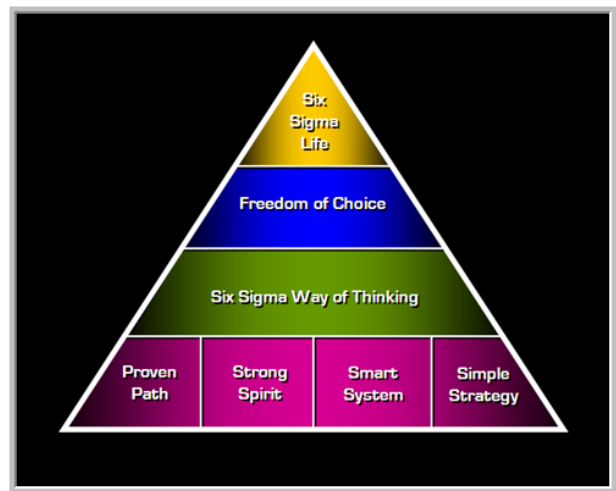 Six
Sigma
Life
Freedom of Choice
Six Sigma Way of Thinking
Proven
Path
Strong
Spirit
Smart
System
Simple
Strategy